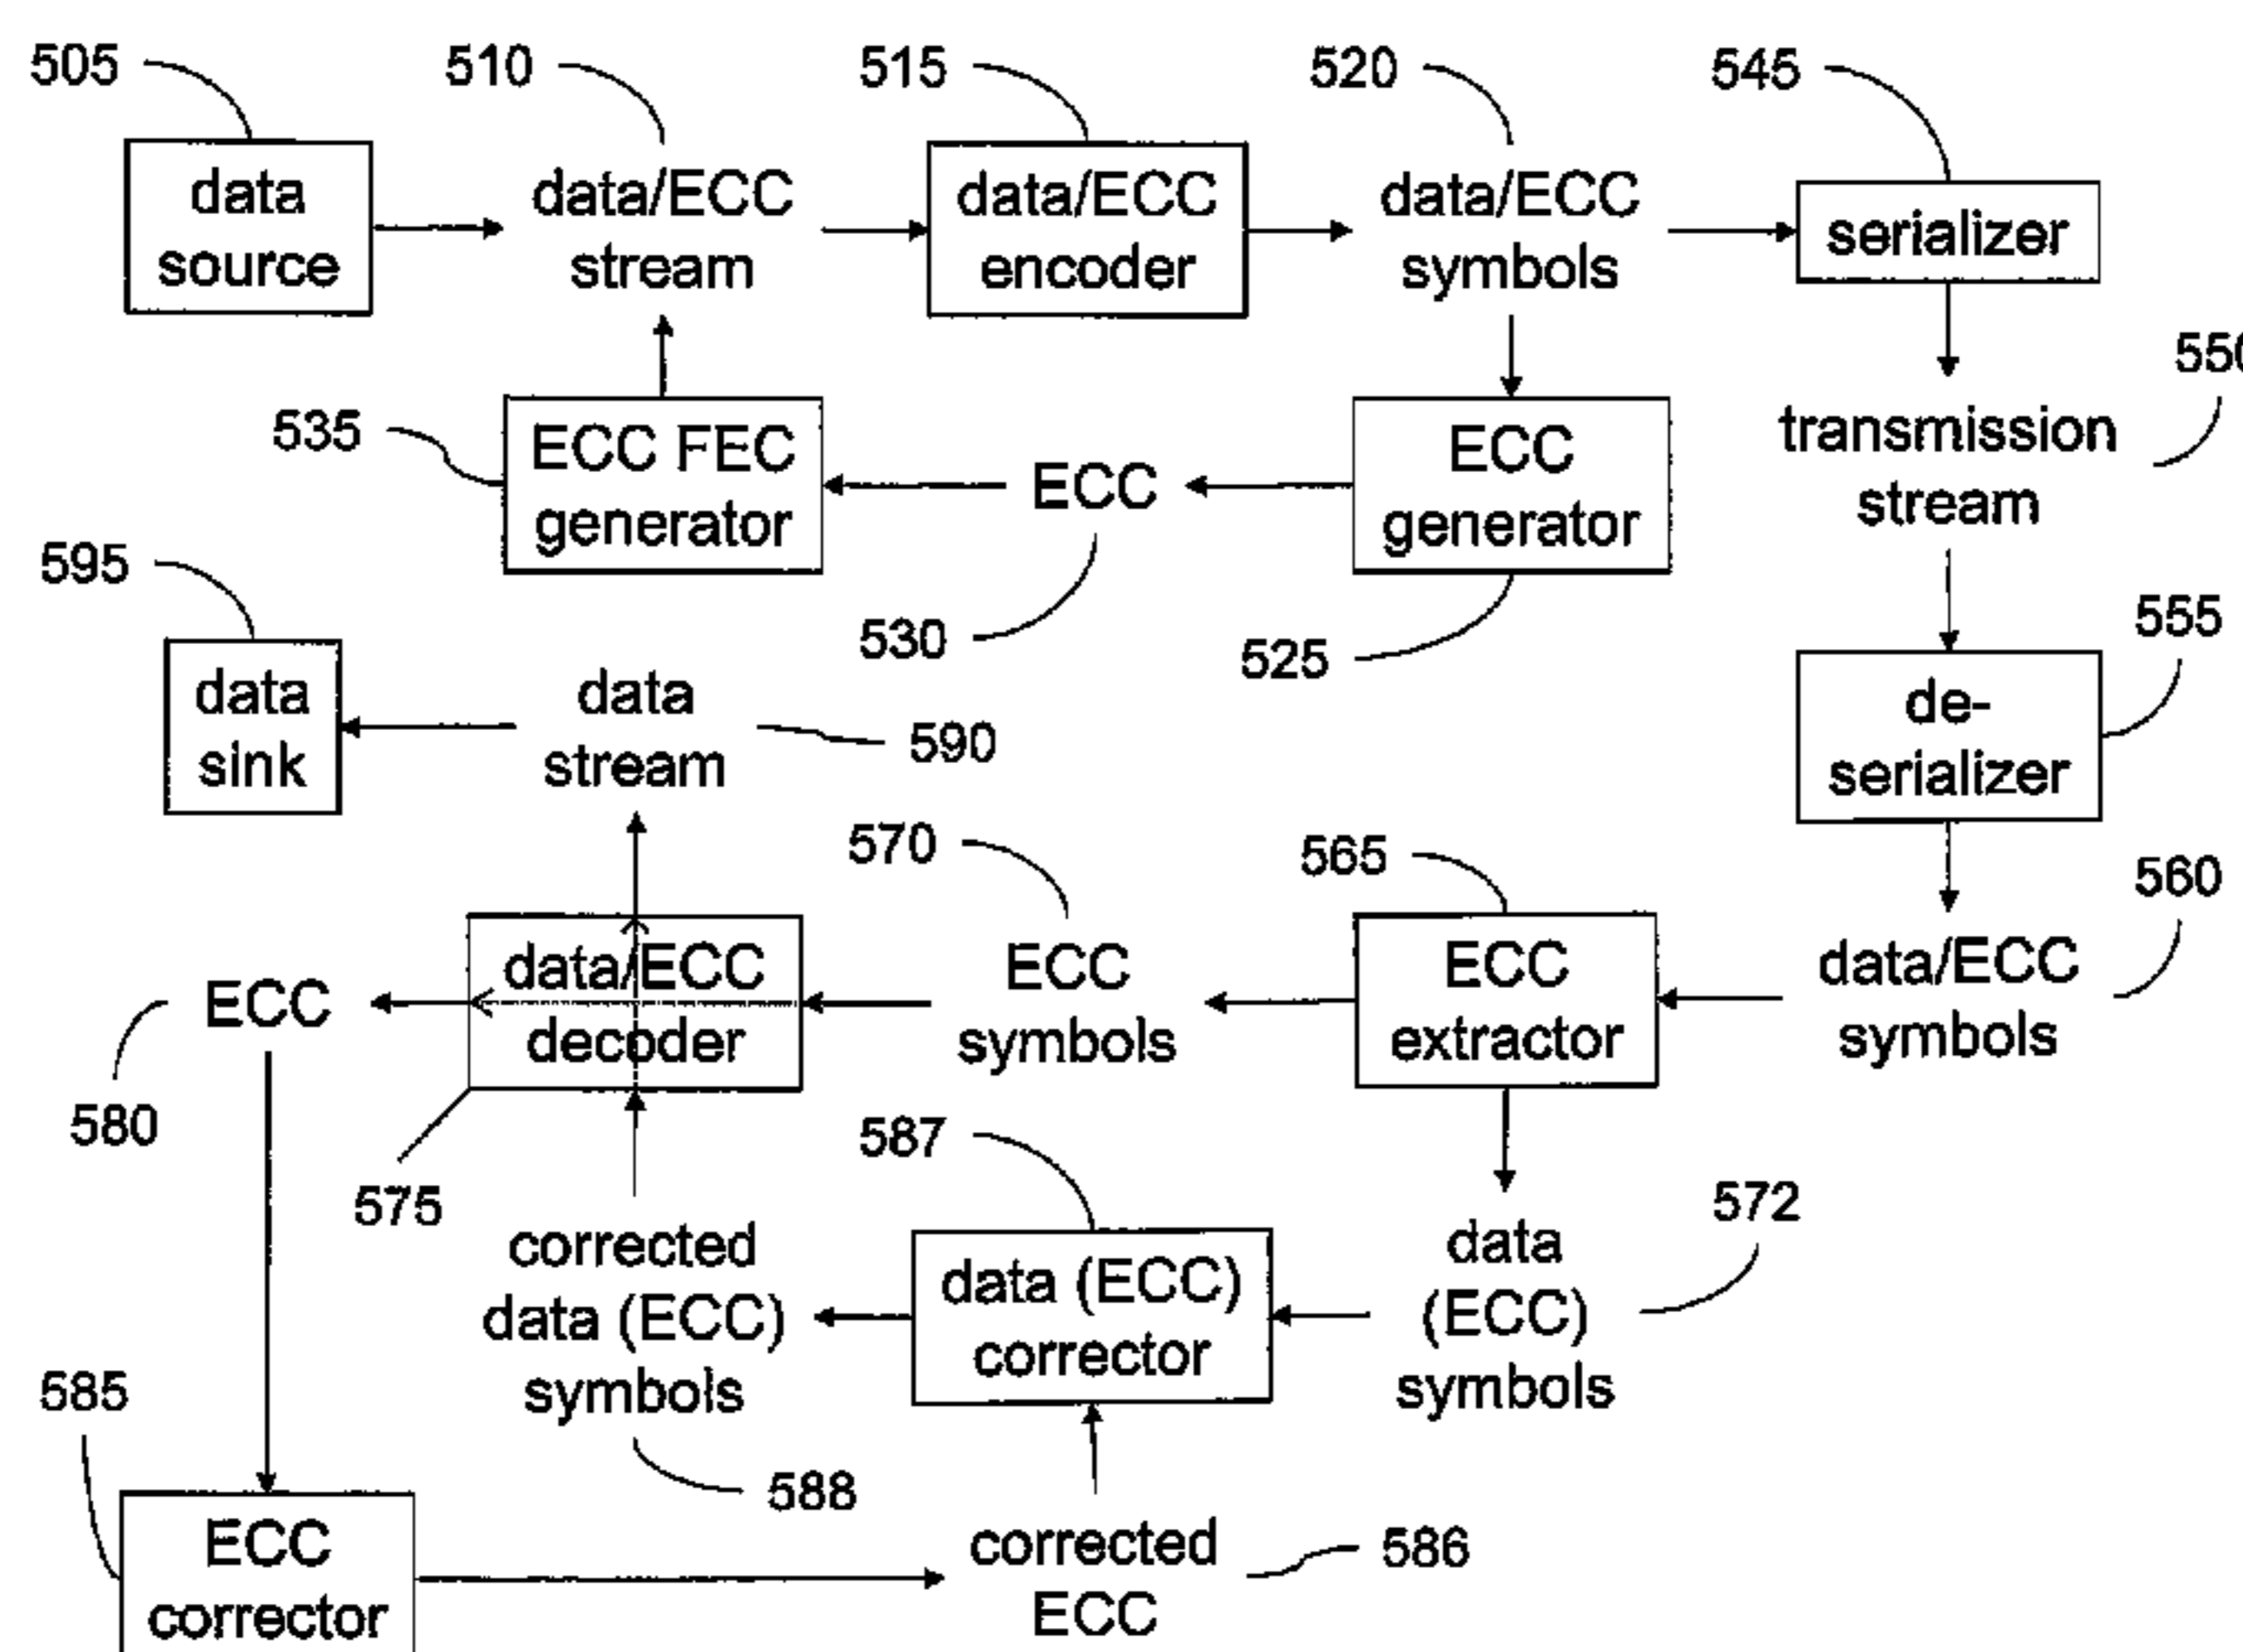 505
510
515
520
545
data
source
data/ECC
stream
data/ECC
encoder
data/ECC
symbols
serializer
550
535
ECC FEC
generator
ECC
ECC
generator
transmission
stream
595
530
525
555
data
sink
data
stream
590
de-
serializer
570
565
560
ECC
data/ECC
decoder
ECC
symbols
ECC
extractor
data/ECC
symbols
580
575
587
572
corrected
data (ECC)
symbols
data (ECC)
corrector
data
(ECC)
symbols
585
588
ECC
corrector
corrected
ECC
586